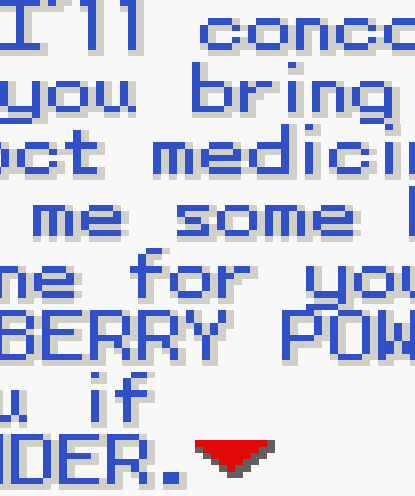 I'll conco
you bring
ct medici
me some
ne for you
BERRY POW
u if
DER.